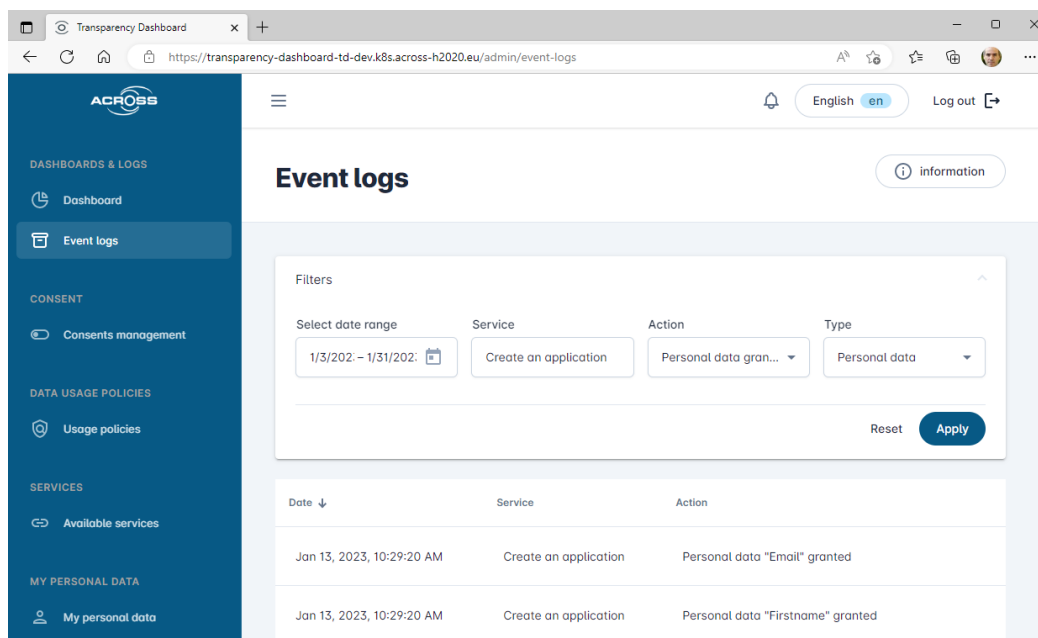 Transparency Dashboard
https://transparency-dashboard-td-dev.k8s.across-h2020.eu/admin/event-logs
ACROSS
English en
Log out
DASHBOARDS & LOGS
Dashboard
Event logs
CONSENT
Consents management
DATA USAGE POLICIES
Usage policies
SERVICES
Available services
MY PERSONAL DATA
My personal data
Event logs
information
Filters
Select date range Service Action Type
1/3/202 – 1/31/202 Create an application Personal data gran... Personal data
Reset Apply
Date Service Action
Jan 13, 2023, 10:29:20 AM Create an application Personal data "Email" granted
Jan 13, 2023, 10:29:20 AM Create an application Personal data "Firstname" granted